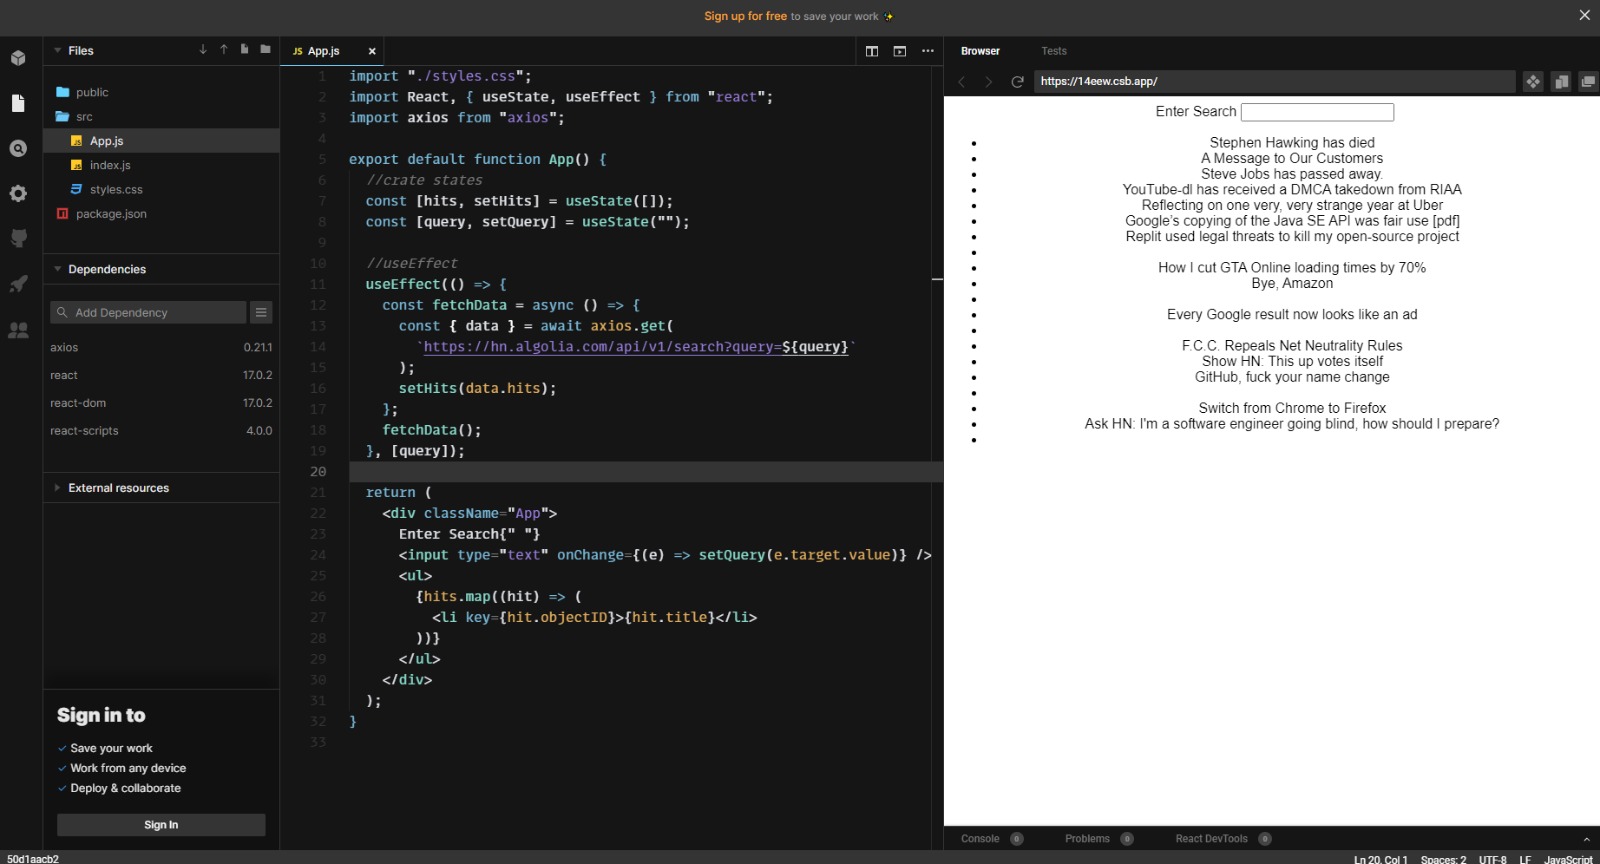 Sign up for free to save your work ✨
Files
public
src
App.js
index.js
styles.css
package.json
Dependencies
Add Dependency
axios 0.21.1
react 17.0.2
react-dom 17.0.2
react-scripts 4.0.0
External resources
Sign in to
Save your work
Work from any device
Deploy & collaborate
Sign In
JS App.js
1 import "./styles.css";
2 import React, { useState, useEffect } from "react";
3 import axios from "axios";
4
5 export default function App() {
6 //crate states
7 const [hits, setHits] = useState([]);
8 const [query, setQuery] = useState("");
9
10 //useEffect
11 useEffect(() => {
12 const fetchData = async () => {
13 const { data } = await axios.get(
14 `https://hn.algolia.com/api/v1/search?query=${query}`
15 );
16 setHits(data.hits);
17 };
18 fetchData();
19 }, [query]);
20
21 return (
22 <div className="App">
23 Enter Search{" "}
24 <input type="text" onChange={(e) => setQuery(e.target.value)} />
25 <ul>
26 {hits.map((hit) => (
27 <li key={hit.objectID}>{hit.title}</li>
28 ))}
29 </ul>
30 </div>
31 );
32 }
33
Browser Tests
https://14eew.csb.app/
Enter Search
Stephen Hawking has died
A Message to Our Customers
Steve Jobs has passed away.
YouTube-dl has received a DMCA takedown from RIAA
Reflecting on one very, very strange year at Uber
Google's copying of the Java SE API was fair use [pdf]
Replit used legal threats to kill my open-source project
How I cut GTA Online loading times by 70%
Bye, Amazon
Every Google result now looks like an ad
F.C.C. Repeals Net Neutrality Rules
Show HN: This up votes itself
GitHub, fuck your name change
Switch from Chrome to Firefox
Ask HN: I'm a software engineer going blind, how should I prepare?
Console 0 Problems 0 React DevTools 0
50d1aacb2
Ln 20, Col 1 Spaces: 2 UTF-8 LF JavaScript